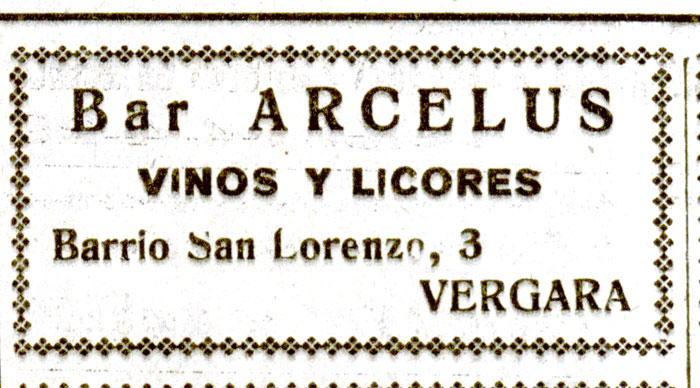 Bar ARCELUS
VINOS Y LICORES
Barrio San Lorenzo, 3
VERGARA